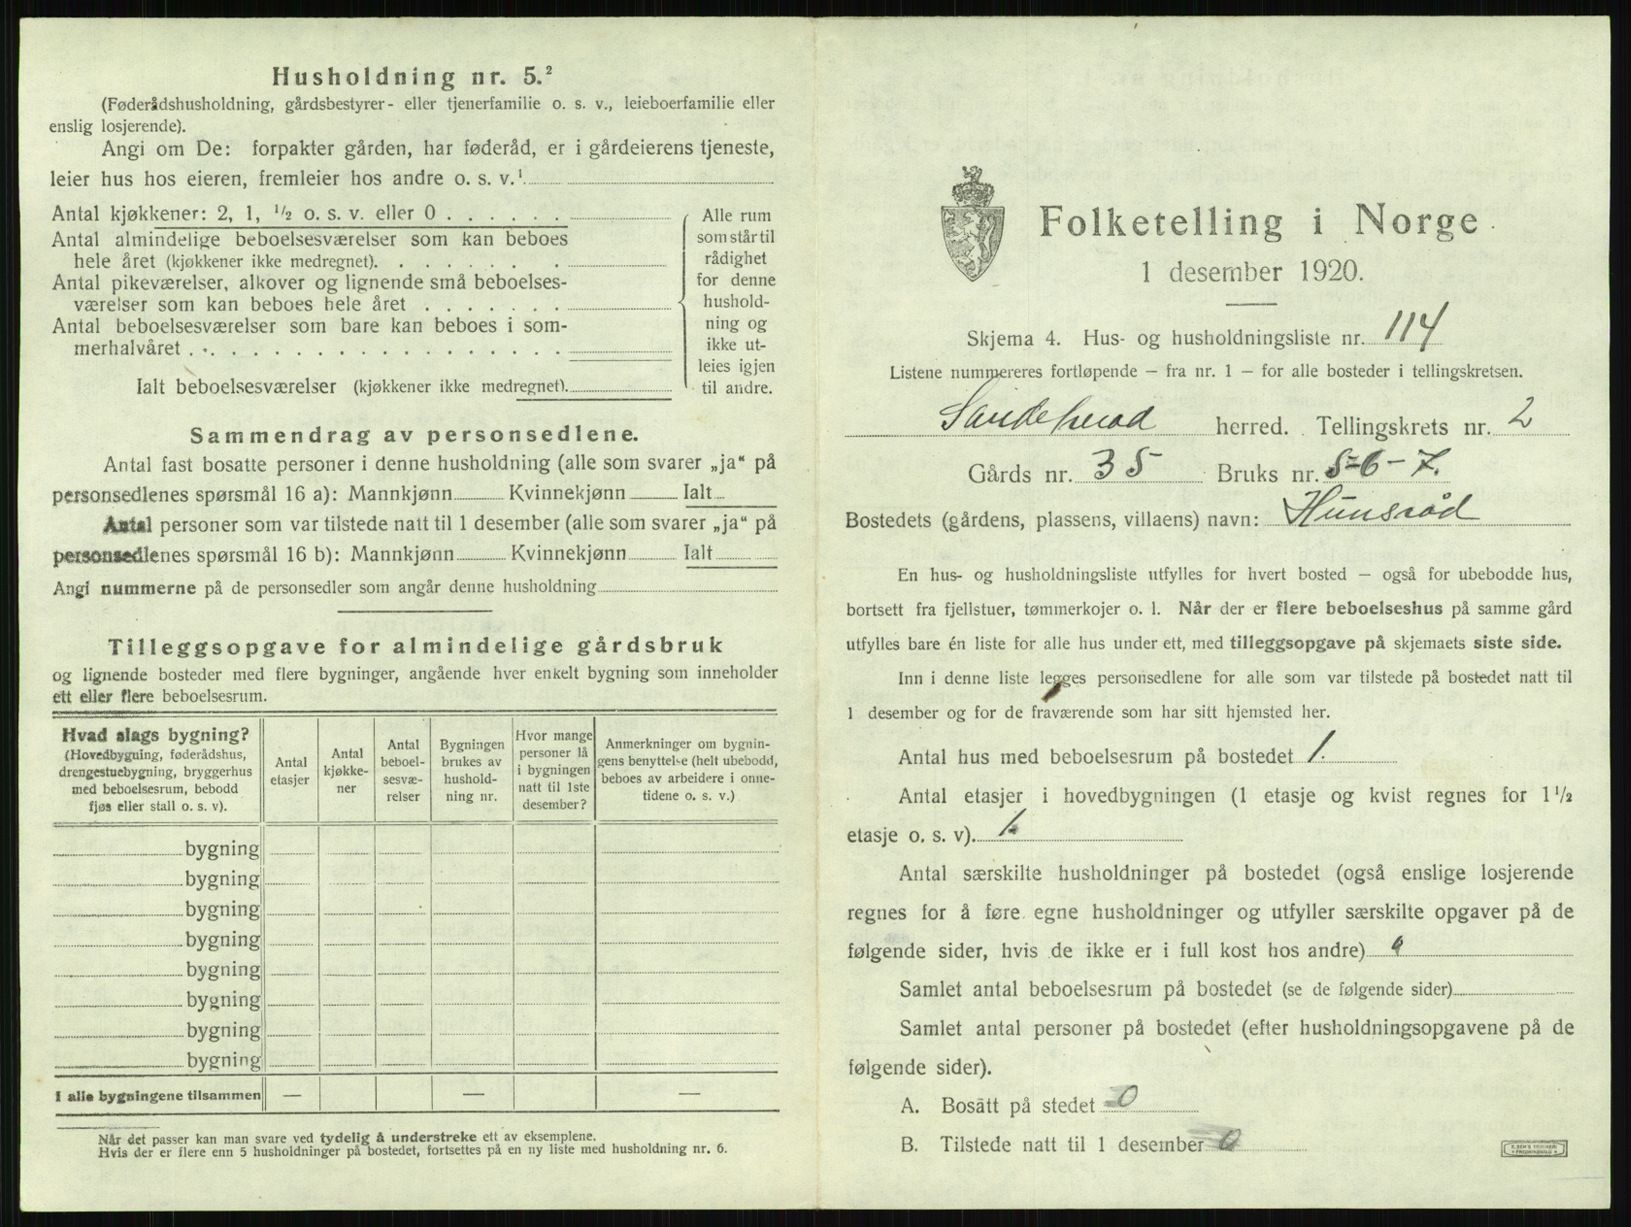 Husholdning nr. 5.²
(Føderådshusholdning, gårdsbestyrer- eller tjenerfamilie o. s. v., leieboerfamilie eller
enslig losjerende).
Angi om De: forpakter gården, har føderåd, er i gårdeierens tjeneste,
leier hus hos eieren, fremleier hos andre o. s. v.¹
Antal kjøkkener: 2, 1, ½ o. s. v. eller 0
Antal almindelige beboelsesværelser som kan beboes
hele året (kjøkkener ikke medregnet).
Antal pikeværelser, alkover og lignende små beboelses-
værelser som kan beboes hele året
Antal beboelsesværelser som bare kan beboes i som-
merhalvåret
Ialt beboelsesværelser (kjøkkener ikke medregnet).
Alle rum
som står til
rådighet
for denne
hushold-
ning og
ikke ut-
leies igjen
til andre.
Sammendrag av personsedlene.
Antal fast bosatte personer i denne husholdning (alle som svarer „ja“ på
personsedlenes spørsmål 16 a): Mannkjønn Kvinnekjønn Ialt
Antal personer som var tilstede natt til 1 desember (alle som svarer „ja“ på
personsedlenes spørsmål 16 b): Mannkjønn Kvinnekjønn Ialt
Angi nummerne på de personsedler som angår denne husholdning
Tilleggsopgave for almindelige gårdsbruk
og lignende bosteder med flere bygninger, angående hver enkelt bygning som inneholder
ett eller flere beboelsesrum.
Hvad slags bygning?
(Hovedbygning, føderådshus,
drengestuebygning, bryggerhus
med beboelsesrum, bebodd
fjøs eller stall o. s. v).
Antal
etasjer
Antal
kjøkke-
ner
Antal
beboel-
sesvæ-
relser
Bygningen
brukes av
hushold-
ning nr.
Hvor mange
personer lå
i bygningen
natt til 1ste
desember?
Anmerkninger om bygnin-
gens benyttelse (helt ubebodd,
beboes av arbeidere i onne-
tidene o. s. v.)
bygning
bygning
bygning
bygning
bygning
bygning
bygning
bygning
I alle bygningene tilsammen — — —
Når det passer kan man svare ved tydelig å understreke ett av eksemplene.
Hvis der er flere enn 5 husholdninger på bostedet, fortsettes på en ny liste med husholdning nr. 6.
Folketelling i Norge
1 desember 1920.
Skjema 4. Hus- og husholdningsliste nr. 114
Listene nummereres fortløpende — fra nr. 1 — for alle bosteder i tellingskretsen.
Sandeherad herred. Tellingskrets nr. 2
Gårds nr. 35 Bruks nr. 5-6-7.
Bostedets (gårdens, plassens, villaens) navn: Hunsrød
En hus- og husholdningsliste utfylles for hvert bosted — også for ubebodde hus,
bortsett fra fjellstuer, tømmerkojer o. l. Når der er flere beboelseshus på samme gård
utfylles bare én liste for alle hus under ett, med tilleggsopgave på skjemaets siste side.
Inn i denne liste legges personsedlene for alle som var tilstede på bostedet natt til
1 desember og for de fraværende som har sitt hjemsted her.
Antal hus med beboelsesrum på bostedet 1.
Antal etasjer i hovedbygningen (1 etasje og kvist regnes for 1½
etasje o. s. v). 1.
Antal særskilte husholdninger på bostedet (også enslige losjerende
regnes for å føre egne husholdninger og utfyller særskilte opgaver på de
følgende sider, hvis de ikke er i full kost hos andre) 0
Samlet antal beboelsesrum på bostedet (se de følgende sider)
Samlet antal personer på bostedet (efter husholdningsopgavene på de
følgende sider).
A. Bosatt på stedet 0
B. Tilstede natt til 1 desember 0